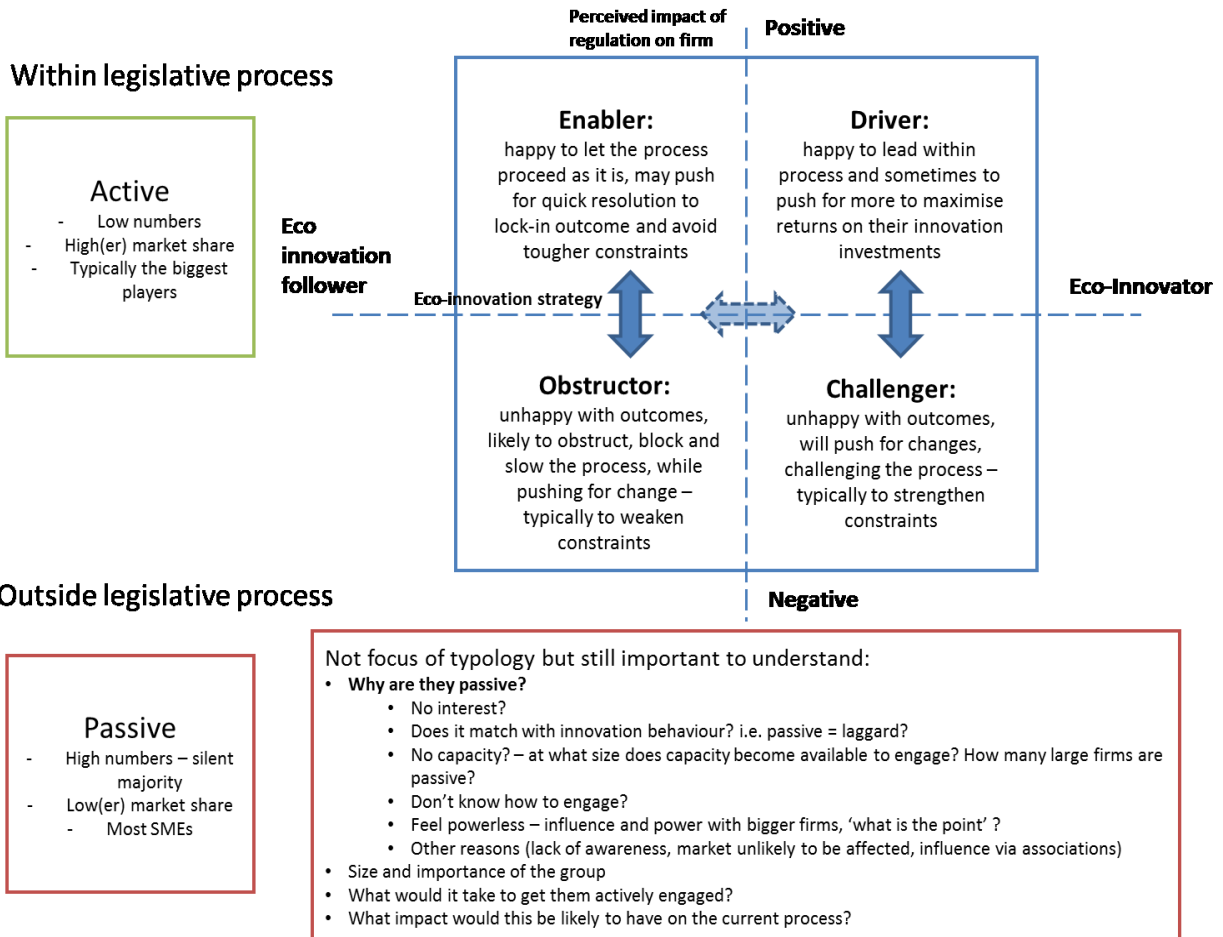 Perceived impact of
regulation on firm
Positive
Within legislative process
Active
- Low numbers
- High(er) market share
- Typically the biggest
players
Eco
innovation
follower
Enabler:
happy to let the process
proceed as it is, may push
for quick resolution to
lock-in outcome and avoid
tougher constraints
Driver:
happy to lead within
process and sometimes to
push for more to maximise
returns on their innovation
investments
Eco-innovation strategy
Eco-Innovator
Obstructor:
unhappy with outcomes,
likely to obstruct, block and
slow the process, while
pushing for change –
typically to weaken
constraints
Challenger:
unhappy with outcomes,
will push for changes,
challenging the process –
typically to strengthen
constraints
Negative
Outside legislative process
Passive
- High numbers – silent
majority
- Low(er) market share
- Most SMEs
Not focus of typology but still important to understand:
• Why are they passive?
• No interest?
• Does it match with innovation behaviour? i.e. passive = laggard?
• No capacity? – at what size does capacity become available to engage? How many large firms are
passive?
• Don’t know how to engage?
• Feel powerless – influence and power with bigger firms, ‘what is the point’ ?
• Other reasons (lack of awareness, market unlikely to be affected, influence via associations)
• Size and importance of the group
• What would it take to get them actively engaged?
• What impact would this be likely to have on the current process?